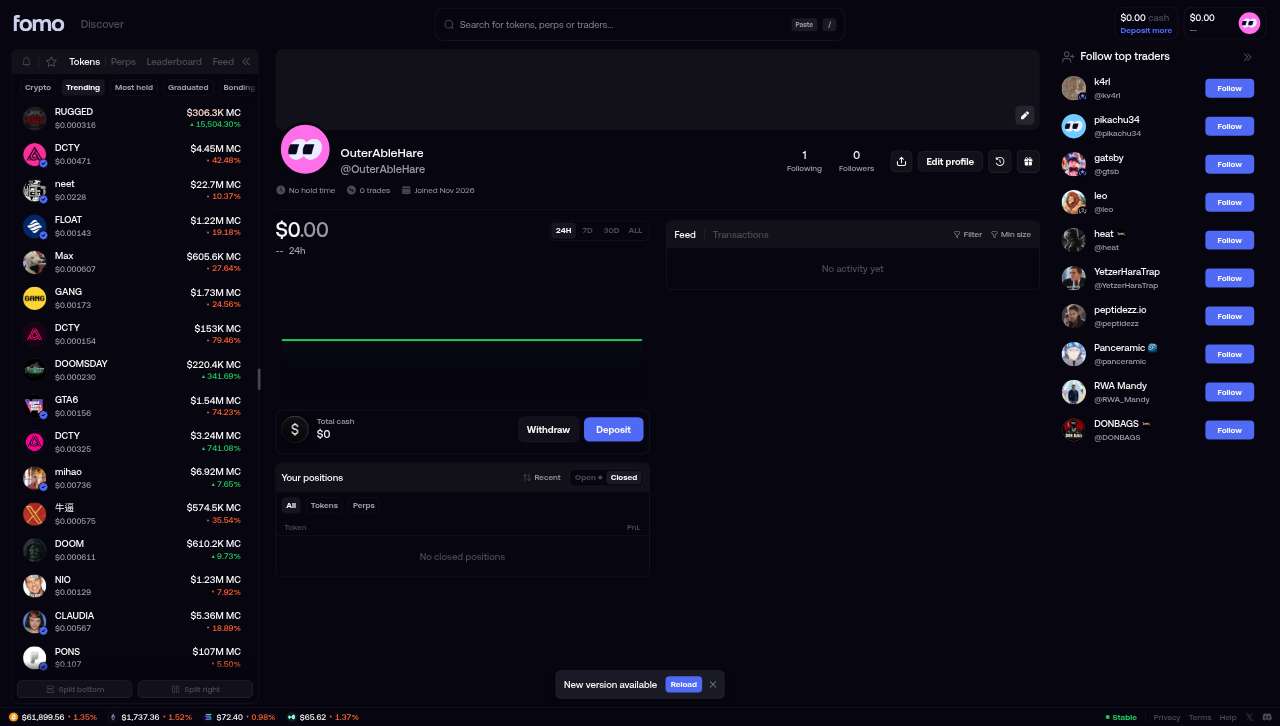 fomo
Discover
Search for tokens, perps or traders...
Paste
/
$0.00 cash
Deposit more
$0.00
--
Tokens Perps Leaderboard Feed
Crypto Trending Most held Graduated Bonding
RUGGED $306.3K MC
$0.000316 15,504.30%
DCTY $4.45M MC
$0.00471 42.48%
neet $22.7M MC
$0.0228 10.37%
FLOAT $1.22M MC
$0.00143 19.18%
Max $605.6K MC
$0.000607 27.64%
GANG $1.73M MC
$0.00173 24.56%
DCTY $153K MC
$0.000154 79.46%
DOOMSDAY $220.4K MC
$0.000230 341.69%
GTA6 $1.54M MC
$0.00156 74.23%
DCTY $3.24M MC
$0.00325 741.08%
mihao $6.92M MC
$0.00736 7.65%
牛逼 $574.5K MC
$0.000575 35.54%
DOOM $610.2K MC
$0.000611 9.73%
NIO $1.23M MC
$0.00129 7.92%
CLAUDIA $5.36M MC
$0.00567 18.89%
PONS $107M MC
$0.107 5.50%
Split bottom Split right
OuterAbleHare
@OuterAbleHare
No hold time 0 trades Joined Nov 2026
1 0
Following Followers
Edit profile
$0.00
-- 24h
24H 7D 30D ALL
Total cash
$0
Withdraw Deposit
Your positions
Recent Open Closed
All Tokens Perps
Token PnL
No closed positions
Feed Transactions Filter Min size
No activity yet
Follow top traders
k4rl
@kv4rl
Follow
pikachu34
@pikachu34
Follow
gatsby
@gtsb
Follow
leo
@leo
Follow
heat
@heat
Follow
YetzerHaraTrap
@YetzerHaraTrap
Follow
peptidezz.io
@peptidezz
Follow
Panceramic
@panceramic
Follow
RWA Mandy
@RWA_Mandy
Follow
DONBAGS
@DONBAGS
Follow
New version available Reload
$61,899.56 1.35% $1,737.36 1.52% $72.40 0.98% $65.62 1.37%
Stable Privacy Terms Help